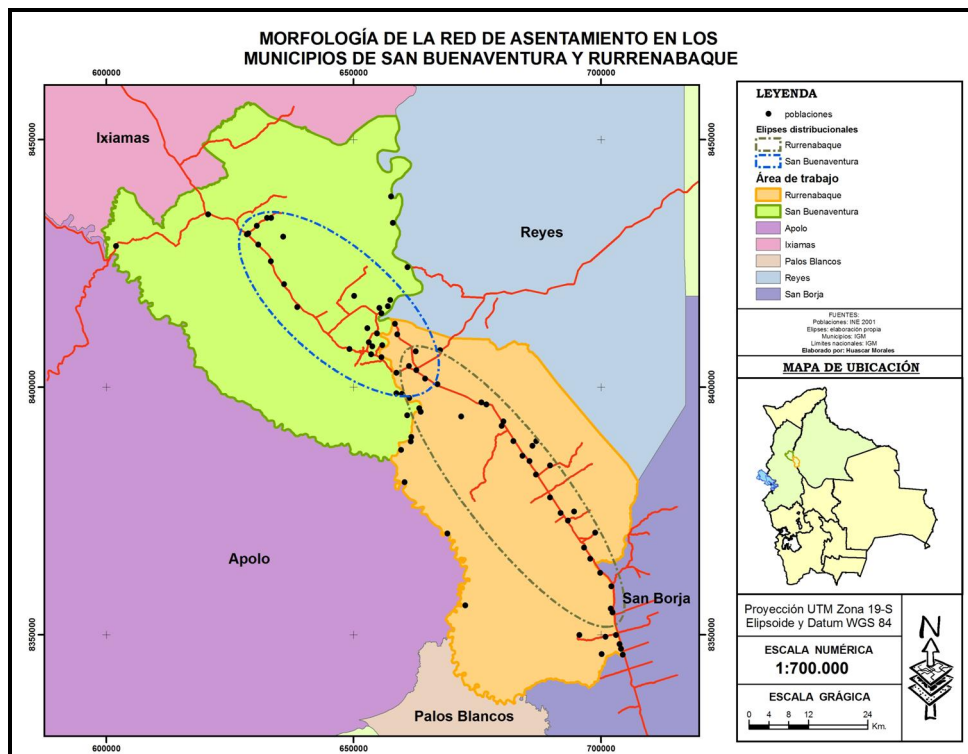 MORFOLOGÍA DE LA RED DE ASENTAMIENTO EN LOS
MUNICIPIOS DE SAN BUENAVENTURA Y RURRENABAQUE
600000
650000
700000
8450000
8450000
8400000
8400000
8350000
8350000
600000
650000
700000
Ixiamas
Reyes
Apolo
San Borja
Palos Blancos
LEYENDA
poblaciones
Elipses distribucionales
Rurrenabaque
San Buenaventura
Área de trabajo
Rurrenabaque
San Buenaventura
Apolo
Ixiamas
Palos Blancos
Reyes
San Borja
FUENTES:
Poblaciones: INE 2001
Elipses: elaboración propia
Municipios: IGM
Limites nacionales: IGM
Elaborado por: Huascar Morales
MAPA DE UBICACIÓN
Proyección UTM Zona 19-S
Elipsoide y Datum WGS 84
ESCALA NUMÉRICA
1:700.000
ESCALA GRÁGICA
0 4 8 12 24
Km.
N